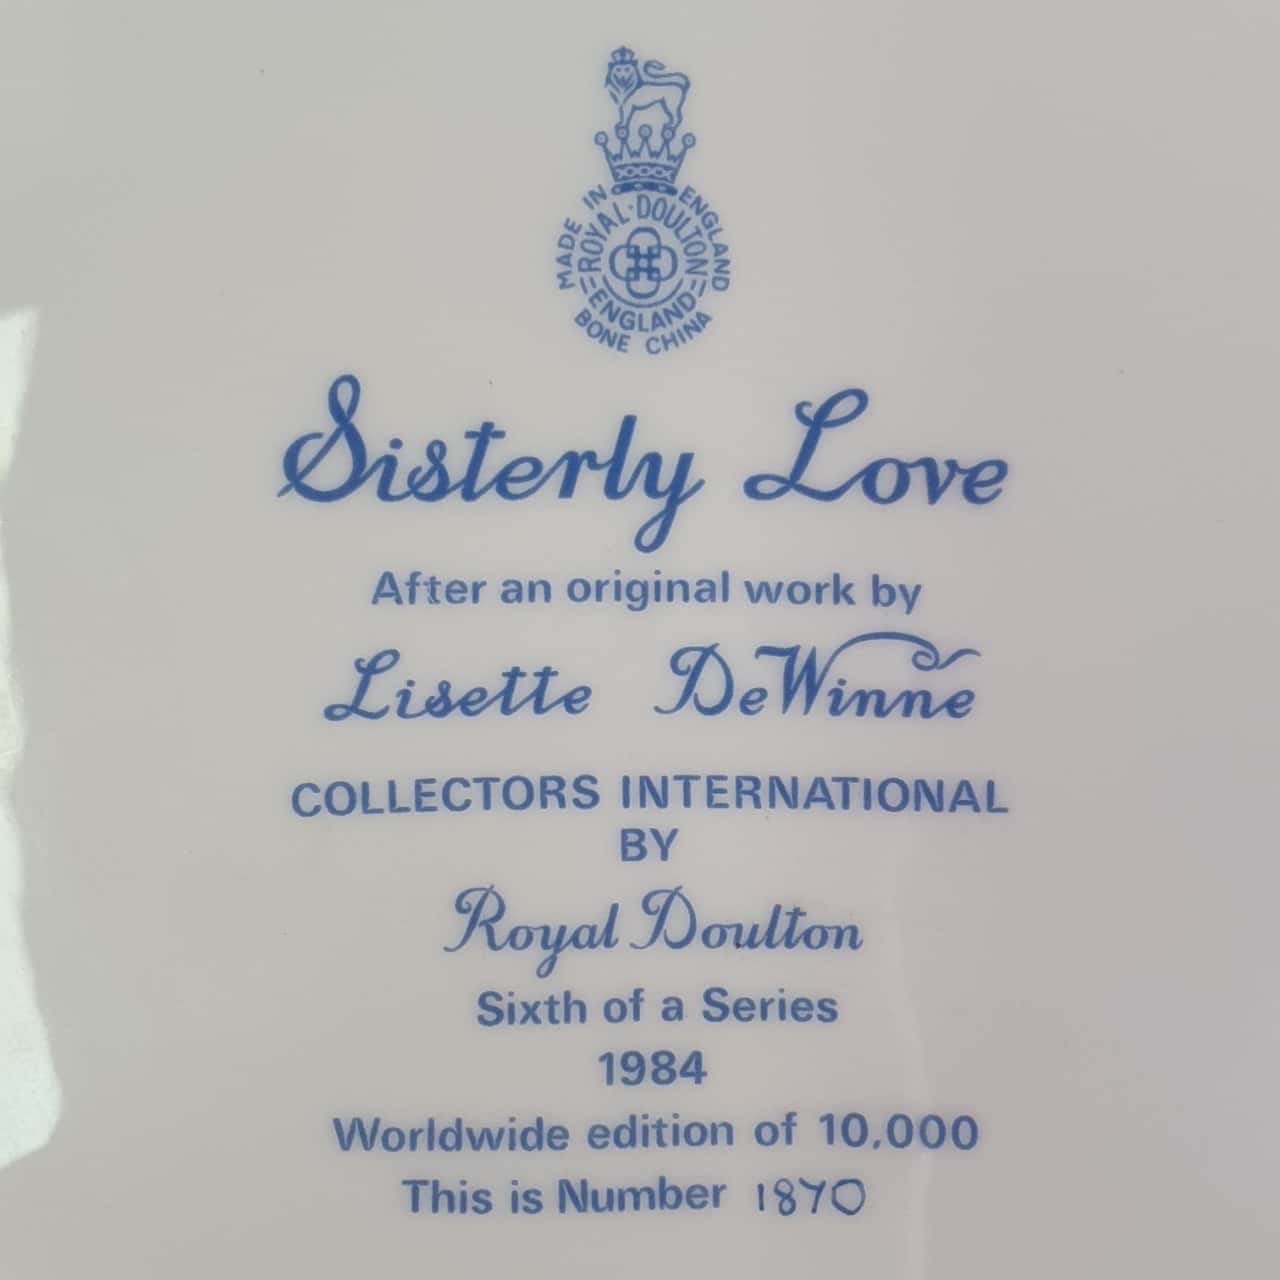 MADE IN ENGLAND
ROYAL·DOULTON
ENGLAND
BONE CHINA
Sisterly Love
After an original work by
Lisette DeWinne
COLLECTORS INTERNATIONAL
BY
Royal Doulton
Sixth of a Series
1984
Worldwide edition of 10,000
This is Number 1870